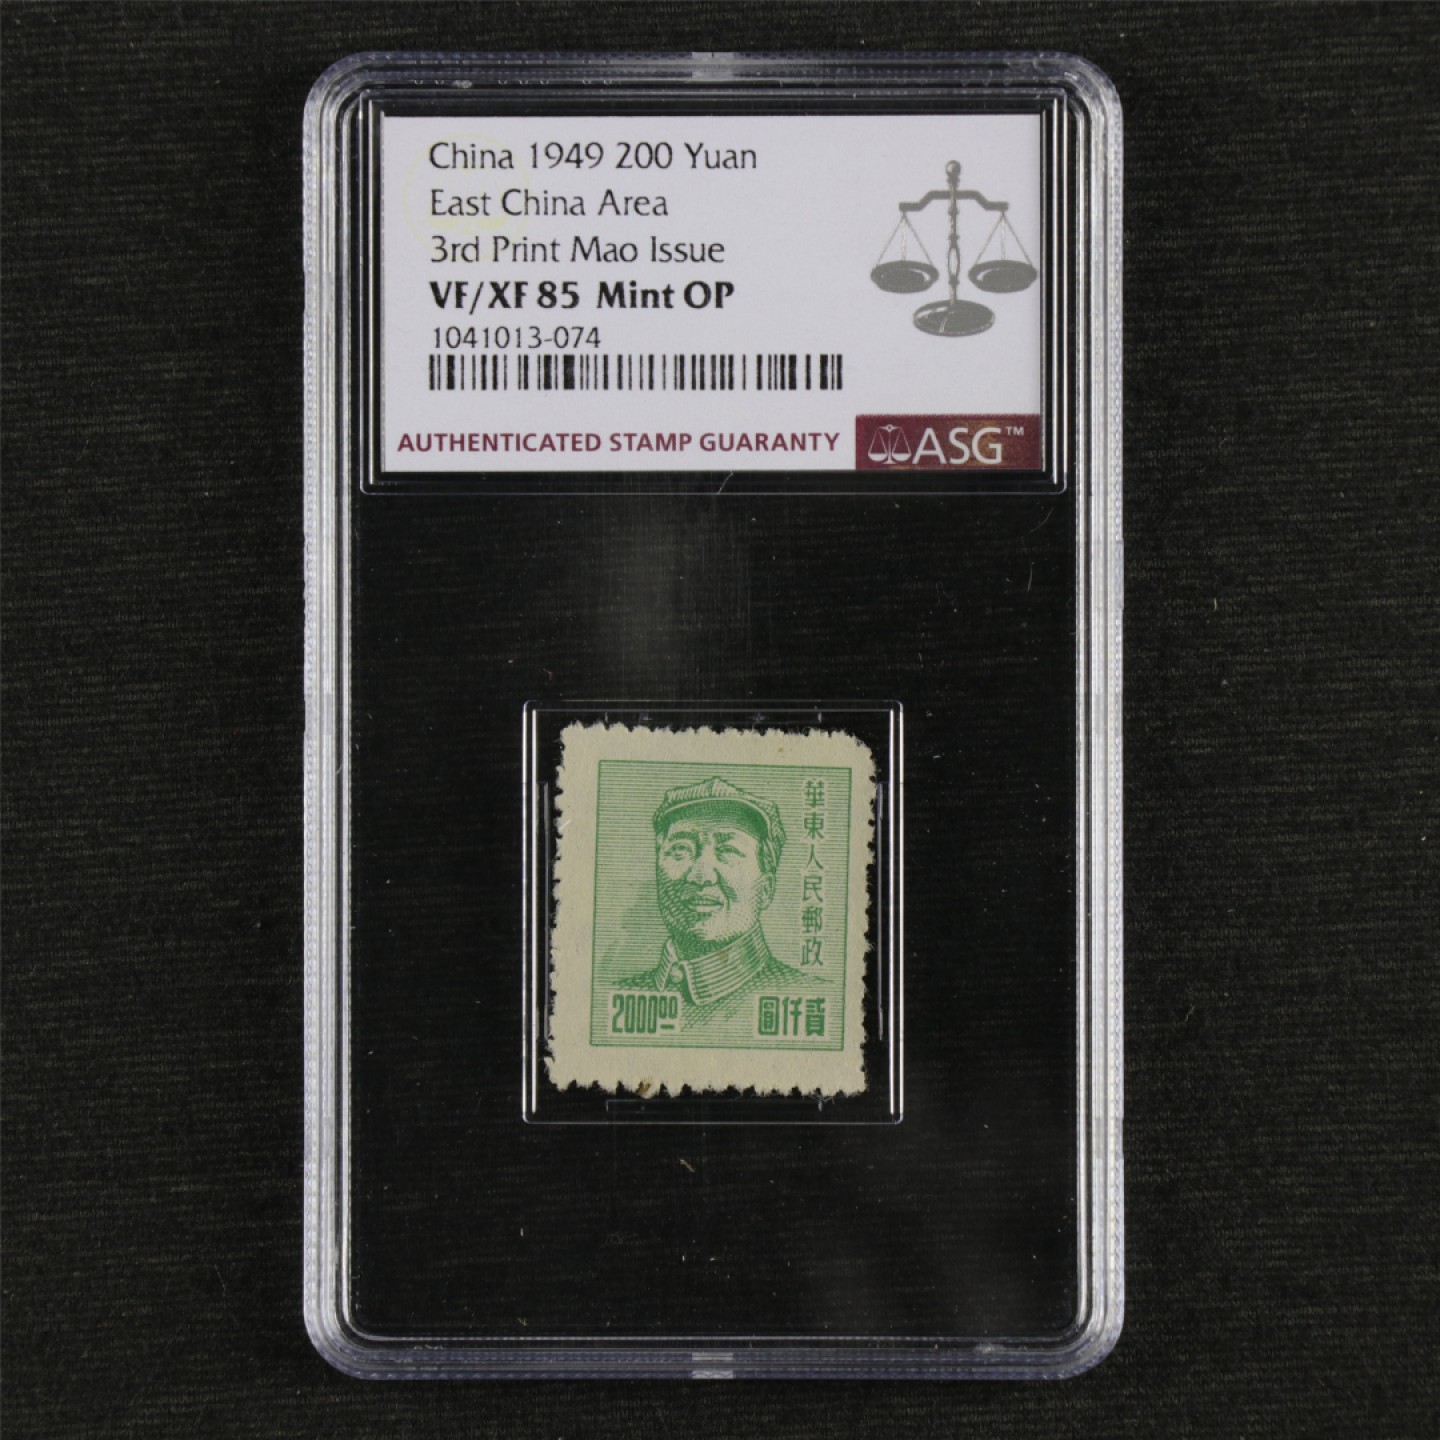 China 1949 200 Yuan
East China Area
3rd Print Mao Issue
VF/XF 85 Mint OP
1041013-074
AUTHENTICATED STAMP GUARANTY
ASG™
華東人民郵政
2000.00
圓仟貳